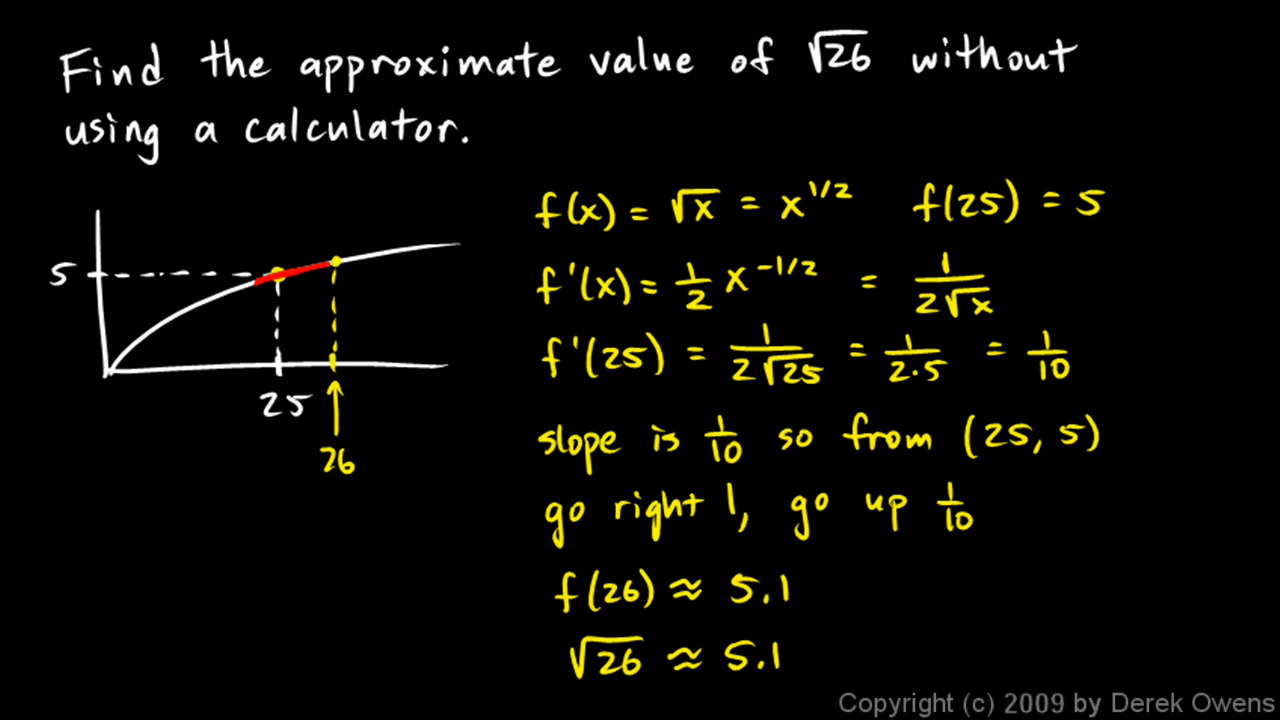 Find the approximate value of √26 without
using a calculator.
f(x) = √x = x^1/2 f(25) = 5
f'(x) = 1/2 x^-1/2 = 1/2√x
f'(25) = 1/2√25 = 1/2·5 = 1/10
slope is 1/10 so from (25, 5)
go right 1, go up 1/10
f(26) ≈ 5.1
√26 ≈ 5.1
5
25
26
Copyright (c) 2009 by Derek Owens